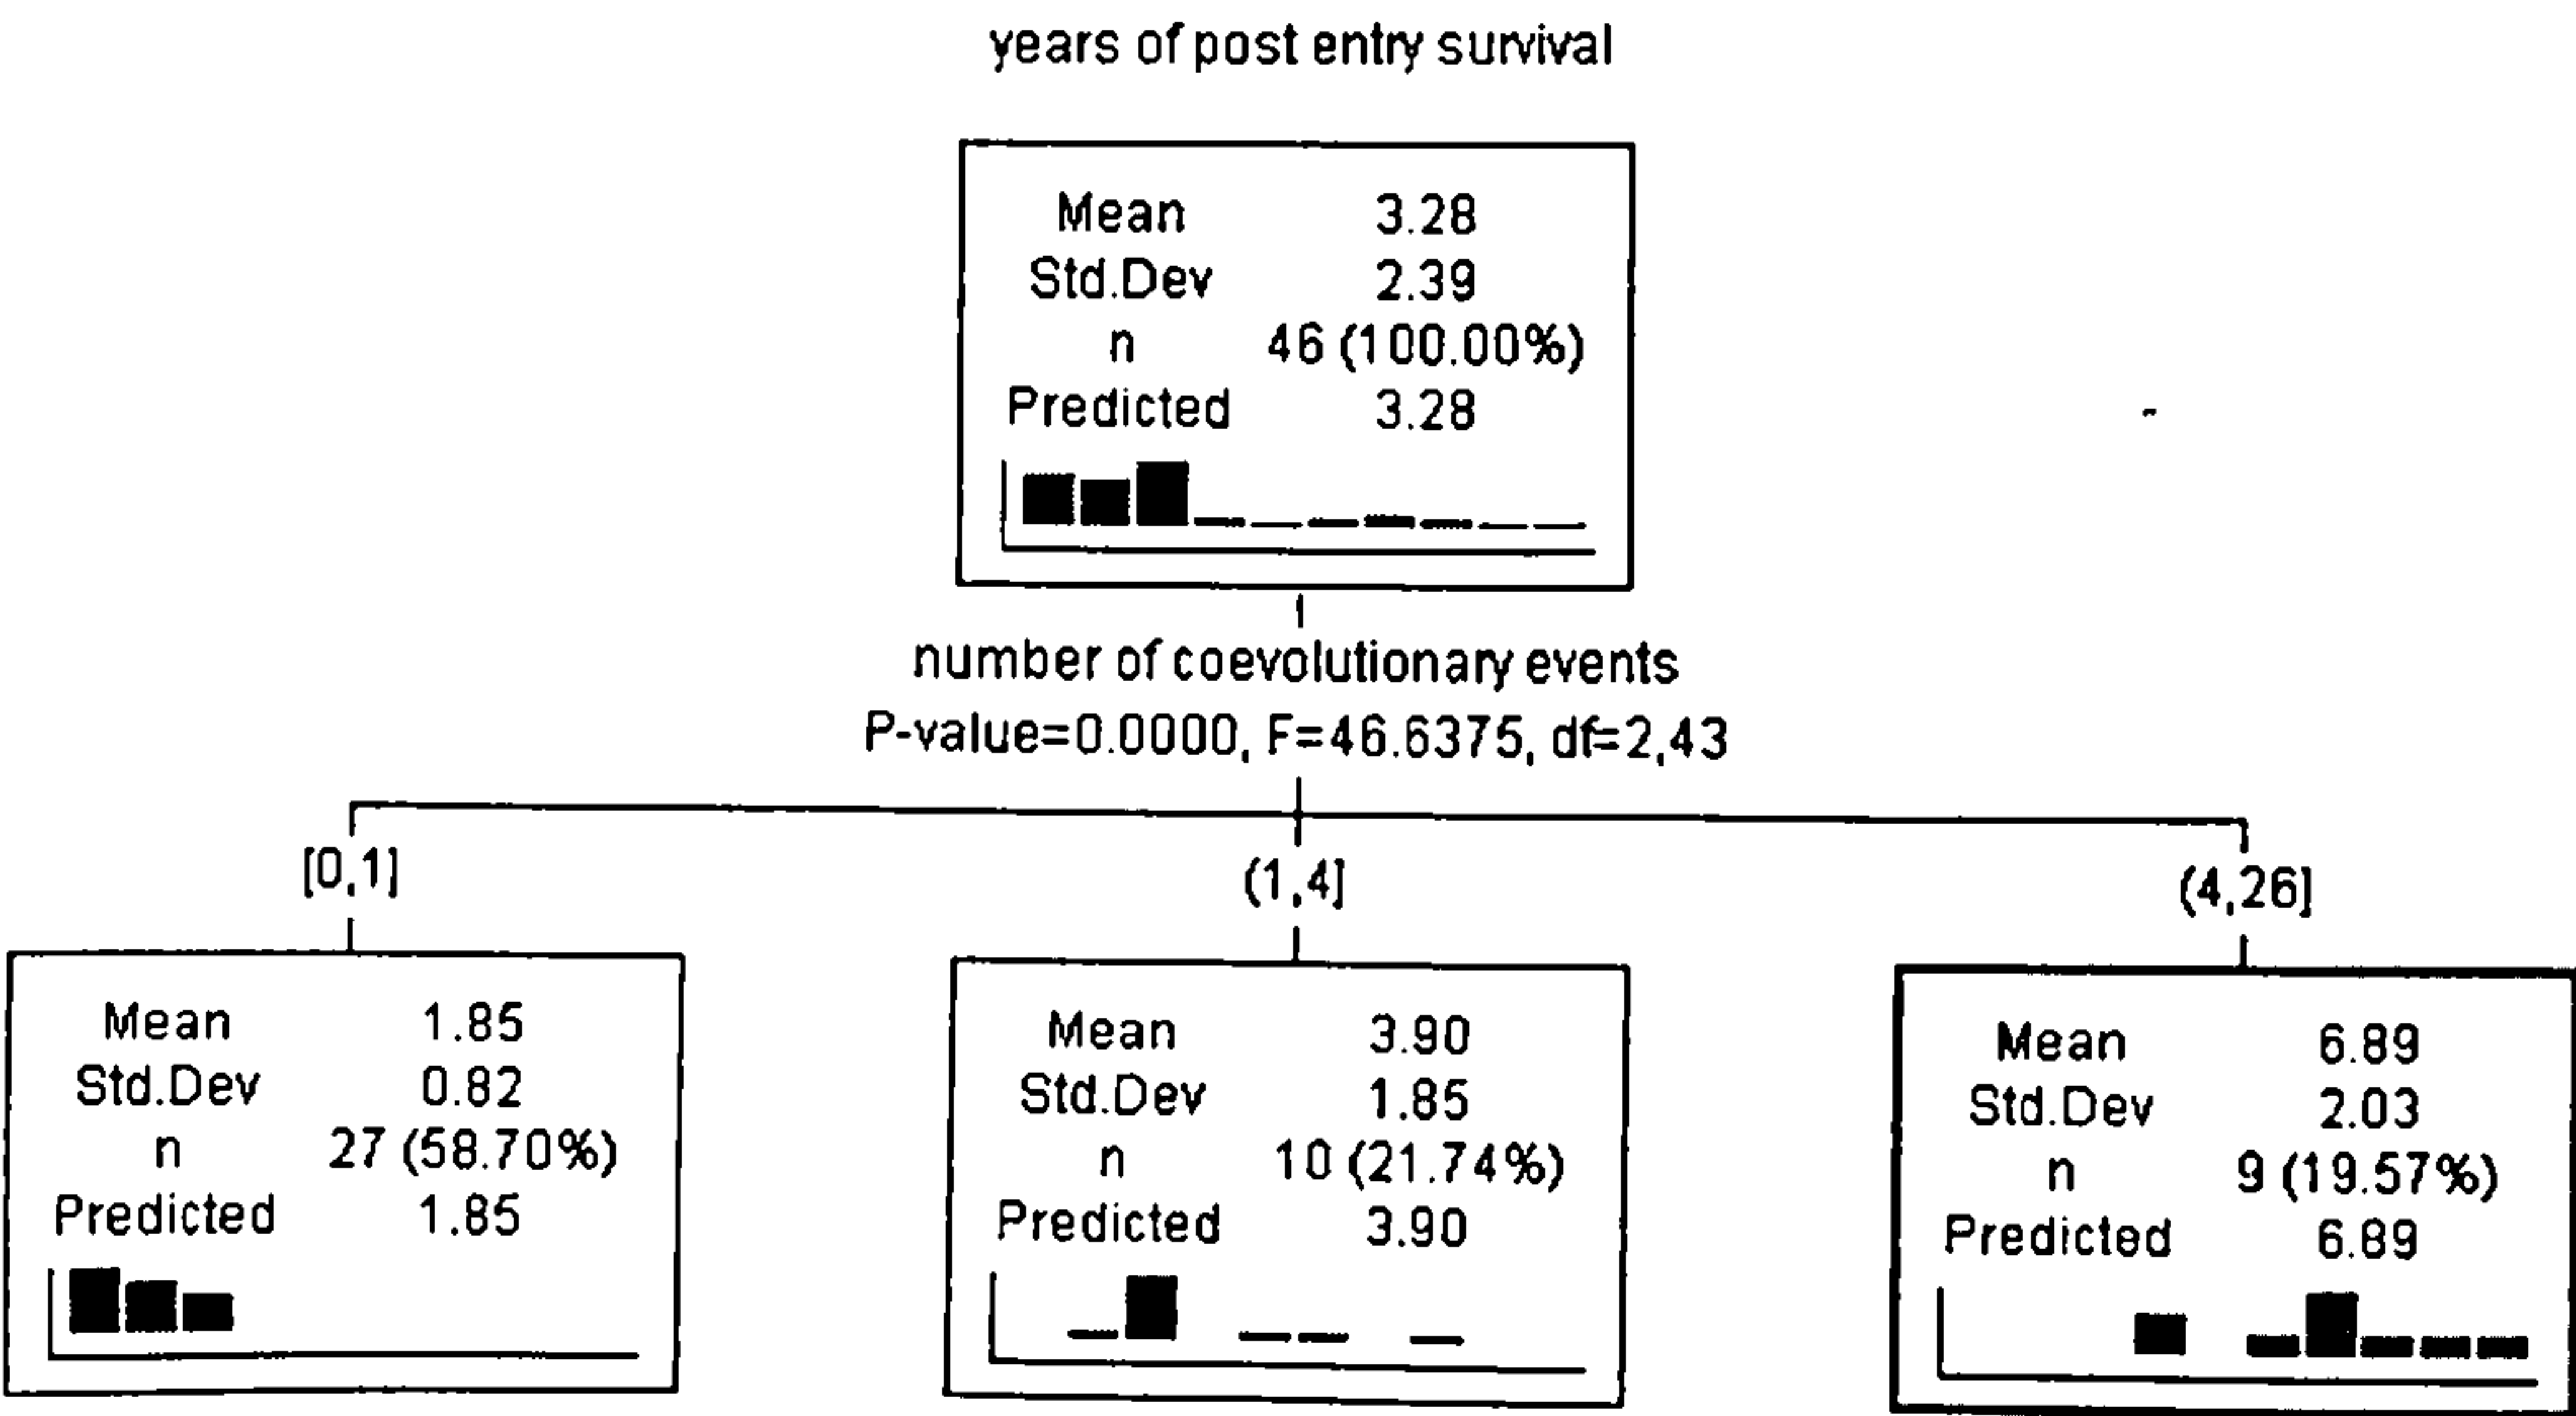 years of post entry survival
Mean 3.28
Std.Dev 2.39
n 46 (100.00%)
Predicted 3.28
number of coevolutionary events
P-value=0.0000, F=46.6375, df=2,43
[0,1]
(1,4]
(4,26]
Mean 1.85
Std.Dev 0.82
n 27 (58.70%)
Predicted 1.85
Mean 3.90
Std.Dev 1.85
n 10 (21.74%)
Predicted 3.90
Mean 6.89
Std.Dev 2.03
n 9 (19.57%)
Predicted 6.89